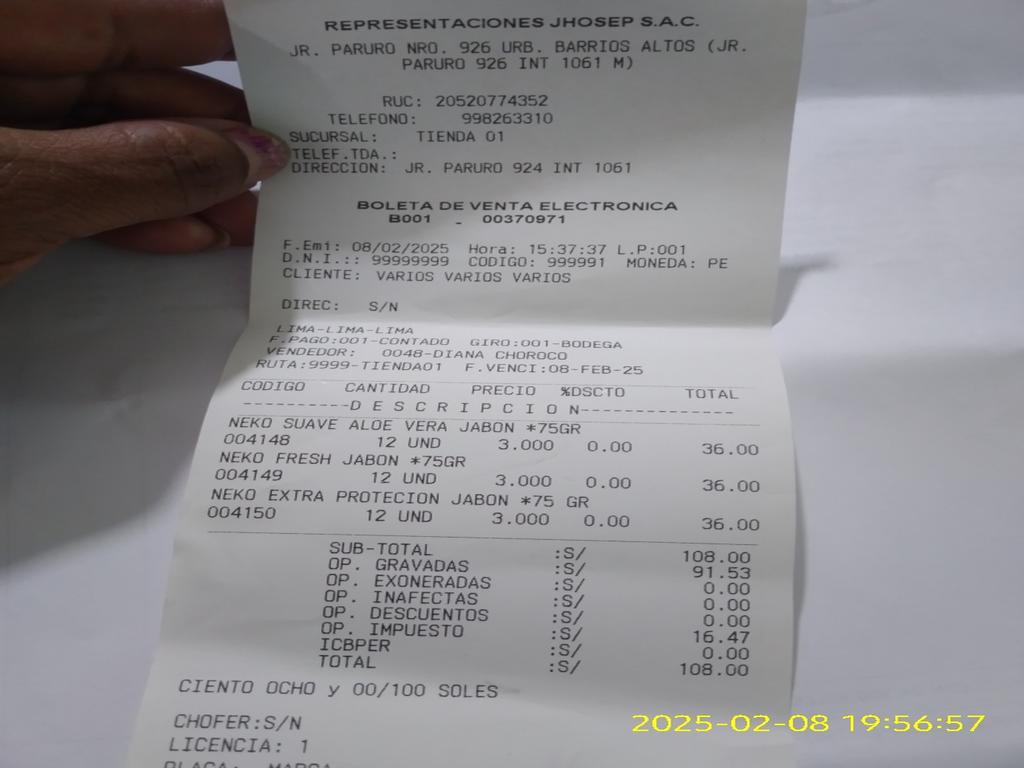 REPRESENTACIONES JHOSEP S.A.C.
JR. PARURO NRO. 926 URB. BARRIOS ALTOS (JR.
PARURO 926 INT 1061 M)
RUC: 20520774352
TELEFONO: 998263310
SUCURSAL: TIENDA 01
TELEF.TDA.:
DIRECCION: JR. PARURO 924 INT 1061
BOLETA DE VENTA ELECTRONICA
B001 - 00370971
F.Emi: 08/02/2025 Hora: 15:37:37 L.P:001
D.N.I.:: 99999999 CODIGO: 999991 MONEDA: PE
CLIENTE: VARIOS VARIOS VARIOS
DIREC: S/N
LIMA-LIMA-LIMA
F.PAGO:001-CONTADO GIRO:001-BODEGA
VENDEDOR: 0048-DIANA CHOROCO
RUTA:9999-TIENDA01 F.VENCI:08-FEB-25
CODIGO CANTIDAD PRECIO %DSCTO TOTAL
----------D E S C R I P C I O N--------------
NEKO SUAVE ALOE VERA JABON *75GR
004148 12 UND 3.000 0.00 36.00
NEKO FRESH JABON *75GR
004149 12 UND 3.000 0.00 36.00
NEKO EXTRA PROTECION JABON *75 GR
004150 12 UND 3.000 0.00 36.00
SUB-TOTAL :S/ 108.00
OP. GRAVADAS :S/ 91.53
OP. EXONERADAS :S/ 0.00
OP. INAFECTAS :S/ 0.00
OP. DESCUENTOS :S/ 0.00
OP. IMPUESTO :S/ 16.47
ICBPER :S/ 0.00
TOTAL :S/ 108.00
CIENTO OCHO y 00/100 SOLES
CHOFER:S/N
LICENCIA: 1
PLACA: MARCA
2025-02-08 19:56:57